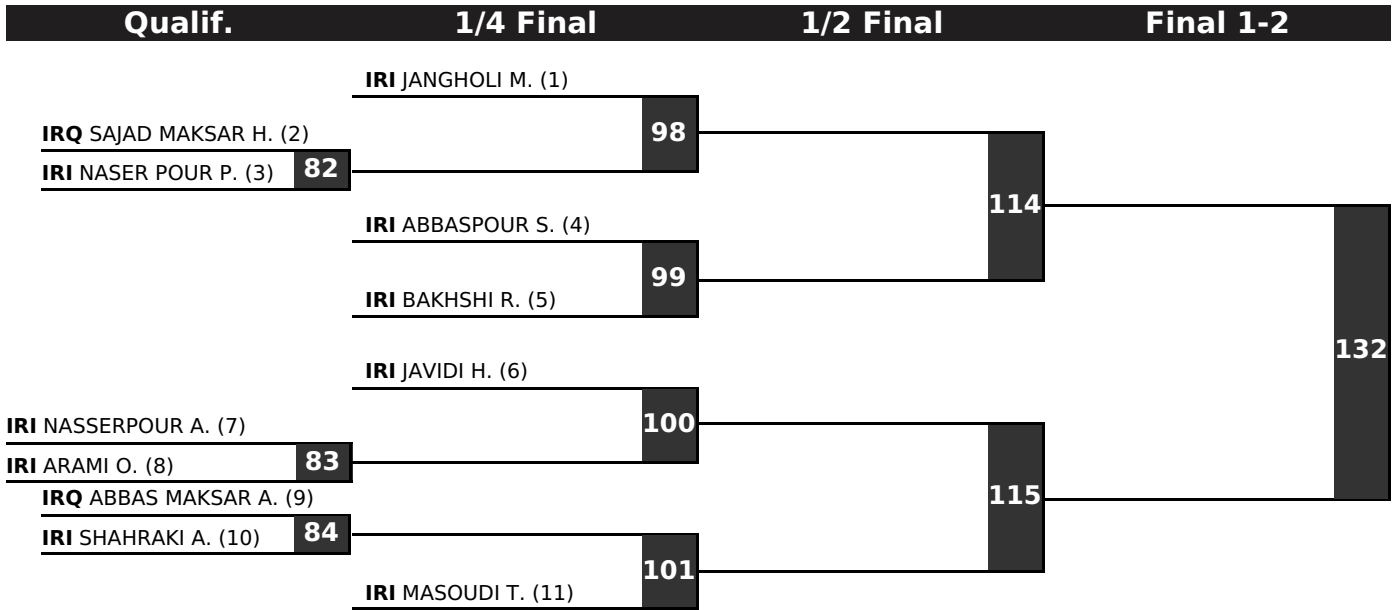 Qualif. 1/4 Final 1/2 Final Final 1-2
IRI JANGHOLI M. (1)
98
IRQ SAJAD MAKSAR H. (2)
IRI NASER POUR P. (3) 82
114
IRI ABBASPOUR S. (4)
99
IRI BAKHSHI R. (5)
132
IRI JAVIDI H. (6)
100
IRI NASSERPOUR A. (7)
IRI ARAMI O. (8) 83
115
IRQ ABBAS MAKSAR A. (9)
IRI SHAHRAKI A. (10) 84
101
IRI MASOUDI T. (11)